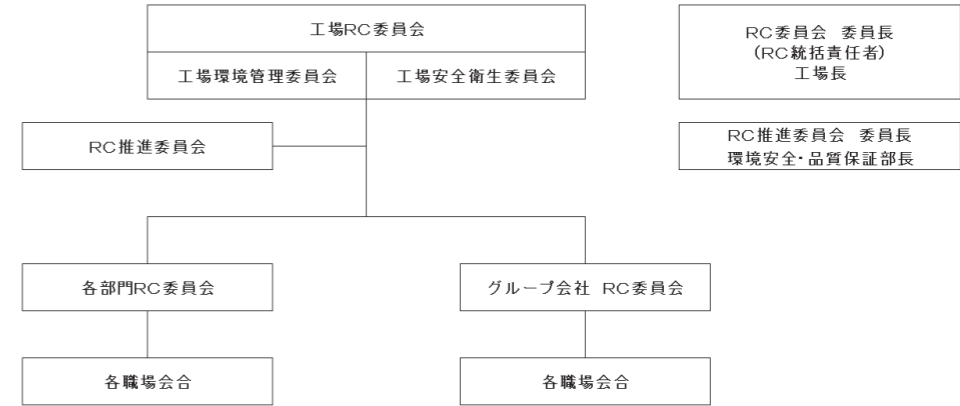 工場RC委員会
工場環境管理委員会
工場安全衛生委員会
RC委員会 委員長
(RC統括責任者)
工場長
RC推進委員会
RC推進委員会 委員長
環境安全・品質保証部長
各部門RC委員会
グループ会社 RC委員会
各職場会合
各職場会合